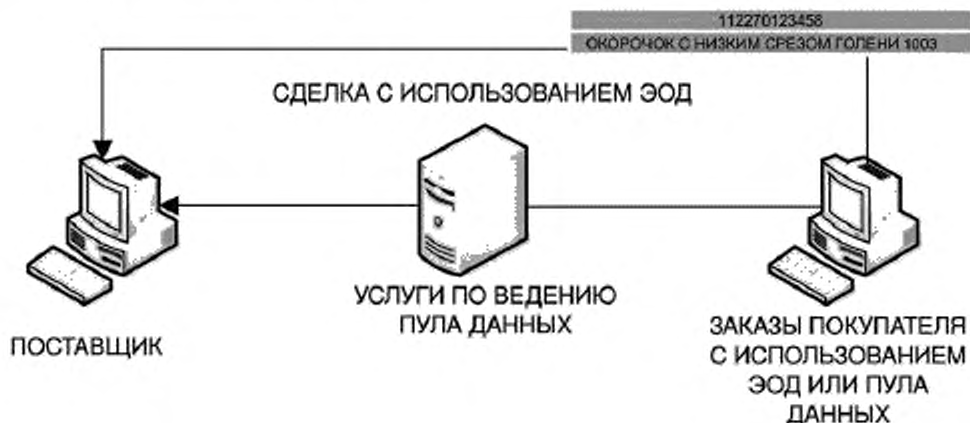 112270123458
ОКОРОЧОК С НИЗКИМ СРЕЗОМ ГОЛЕНИ 1003
СДЕЛКА С ИСПОЛЬЗОВАНИЕМ ЭОД
УСЛУГИ ПО ВЕДЕНИЮ
ПУЛА ДАННЫХ
ПОСТАВЩИК
ЗАКАЗЫ ПОКУПАТЕЛЯ
С ИСПОЛЬЗОВАНИЕМ
ЭОД ИЛИ ПУЛА
ДАННЫХ